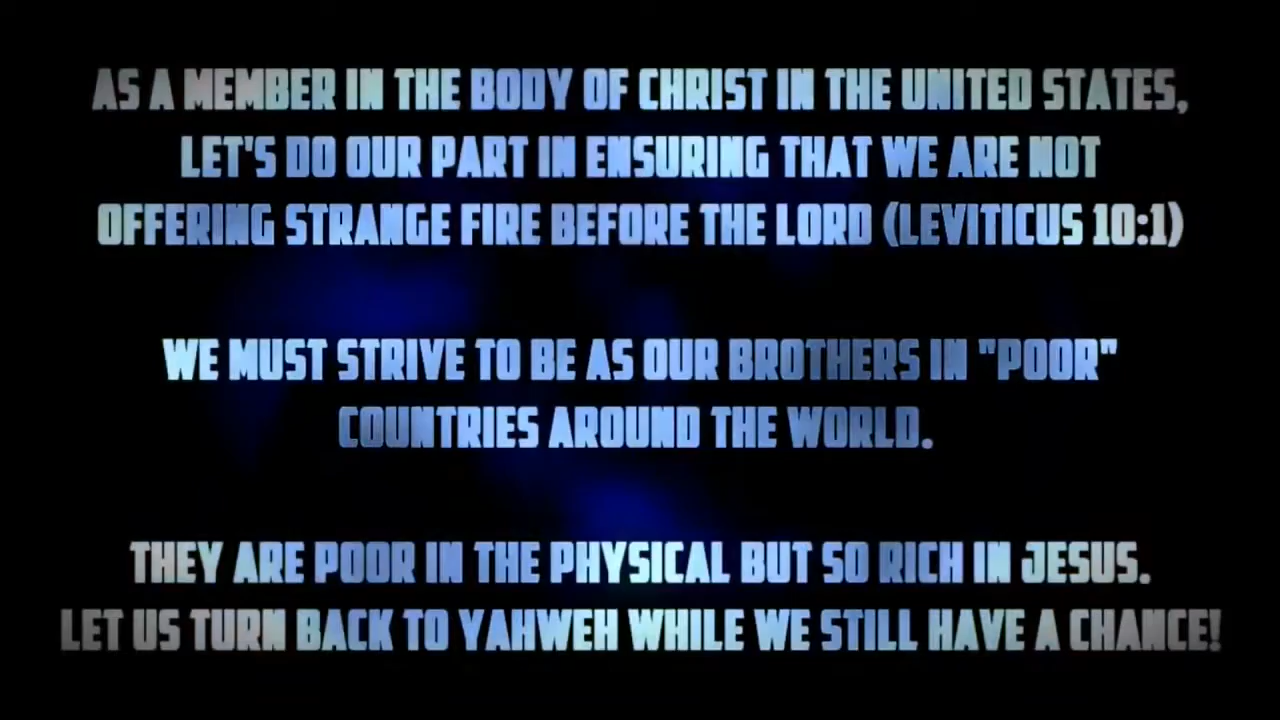 AS A MEMBER IN THE BODY OF CHRIST IN THE UNITED STATES,
LET'S DO OUR PART IN ENSURING THAT WE ARE NOT
OFFERING STRANGE FIRE BEFORE THE LORD (LEVITICUS 10:1)
WE MUST STRIVE TO BE AS OUR BROTHERS IN "POOR"
COUNTRIES AROUND THE WORLD.
THEY ARE POOR IN THE PHYSICAL BUT SO RICH IN JESUS.
LET US TURN BACK TO YAHWEH WHILE WE STILL HAVE A CHANCE!